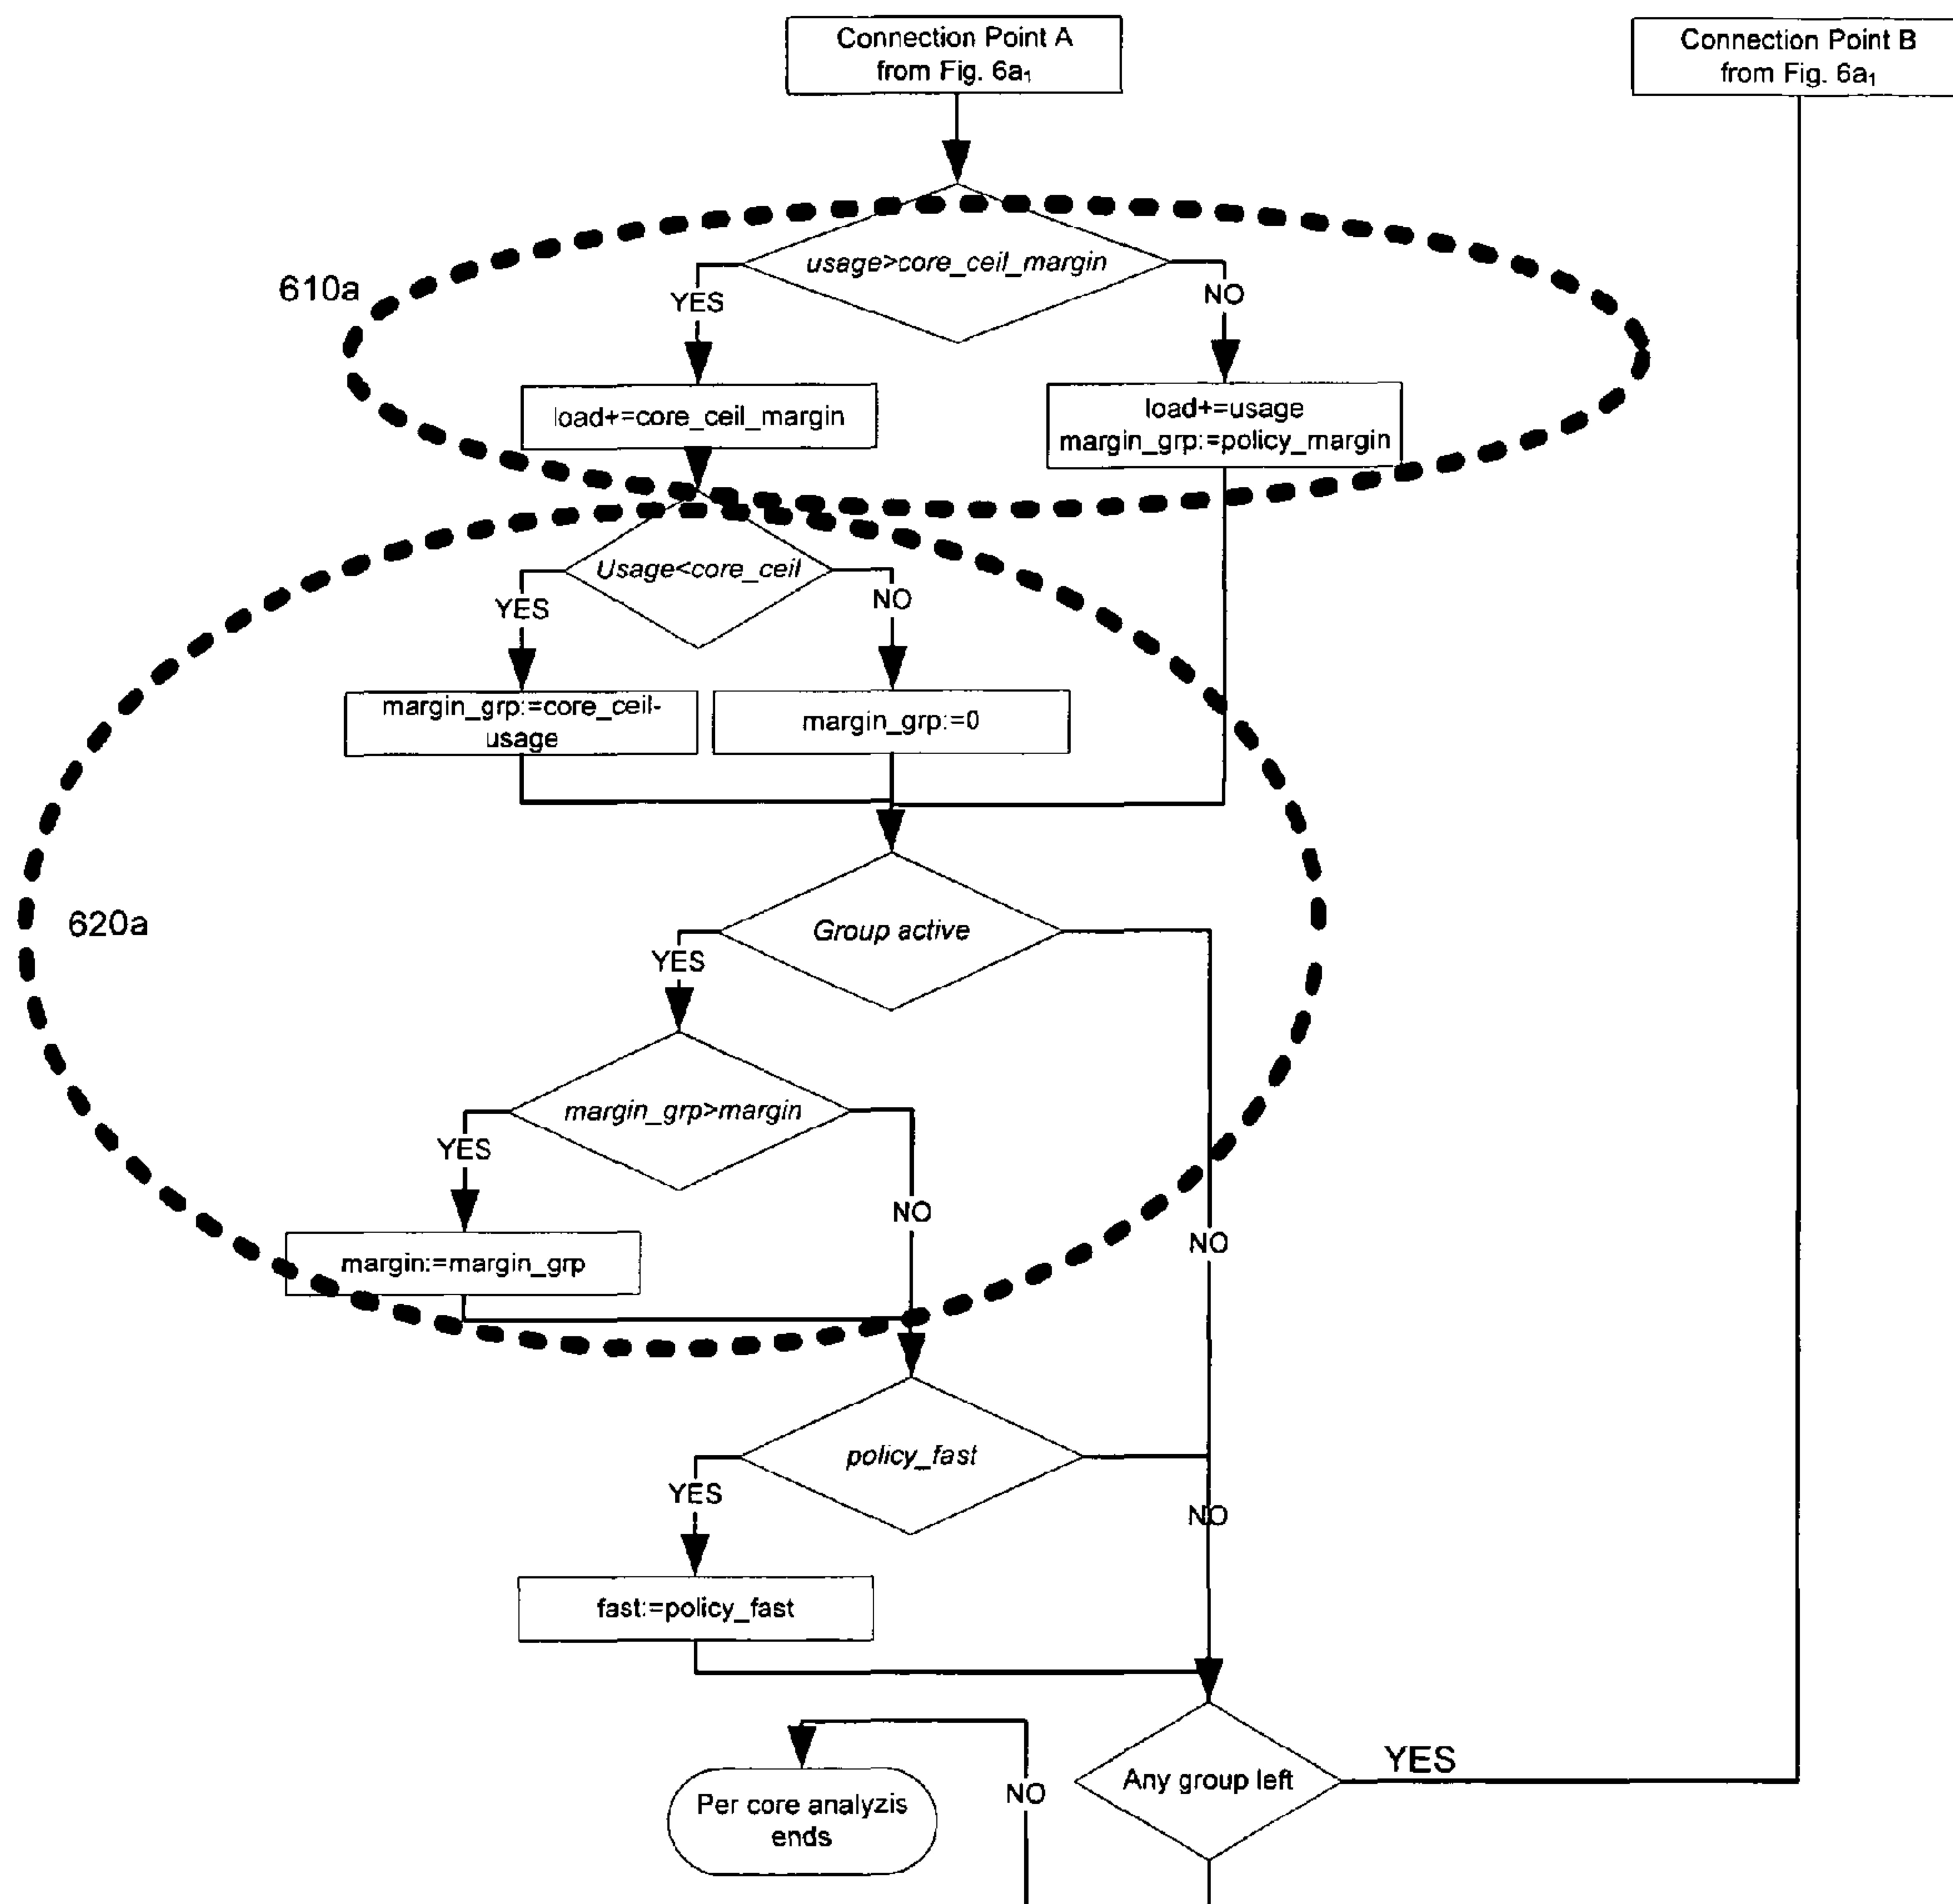 Connection Point A
from Fig. 6a₁
Connection Point B
from Fig. 6a₁
usage>core_ceil_margin
610a
YES
NO
load+=core_ceil_margin
load+=usage
margin_grp:=policy_margin
Usage<core_ceil
YES
NO
margin_grp:=core_ceil-
usage
margin_grp:=0
620a
Group active
YES
margin_grp>margin
YES
NO
NO
margin:=margin_grp
policy_fast
YES
NO
fast:=policy_fast
Any group left
YES
NO
Per core analyzis
ends